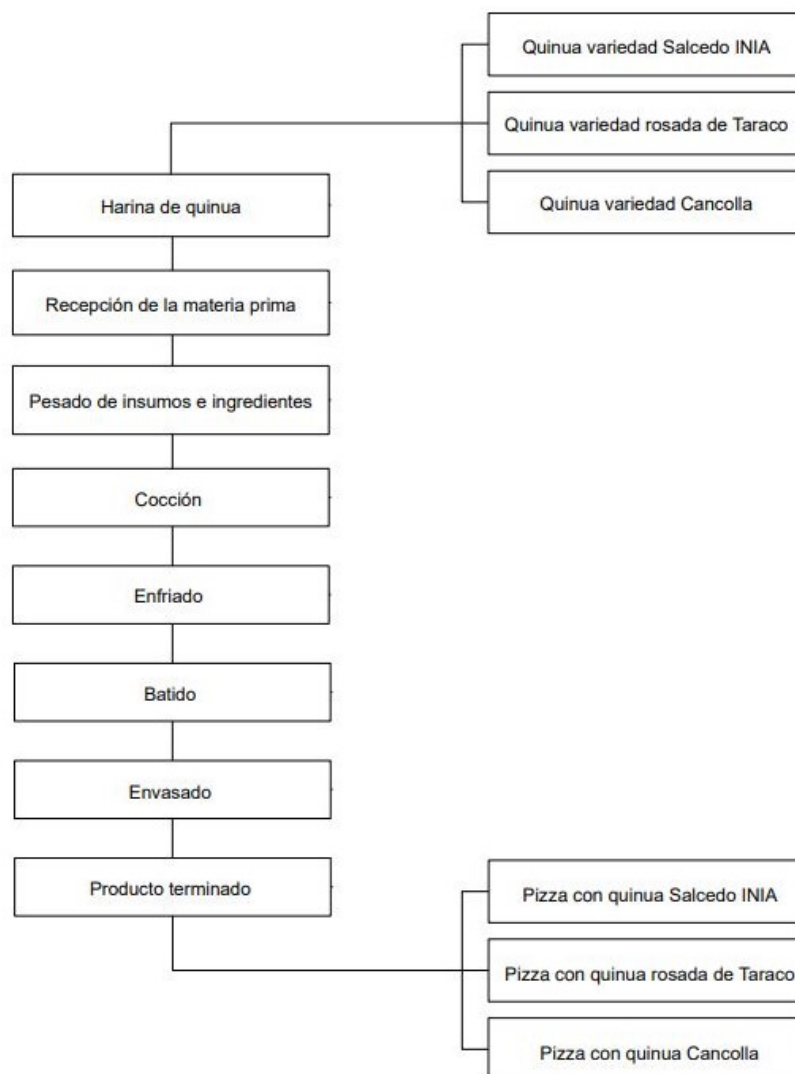 Quinua variedad Salcedo INIA
Quinua variedad rosada de Taraco
Quinua variedad Cancolla
Harina de quinua
Recepción de la materia prima
Pesado de insumos e ingredientes
Cocción
Enfriado
Batido
Envasado
Producto terminado
Pizza con quinua Salcedo INIA
Pizza con quinua rosada de Taraco
Pizza con quinua Cancolla